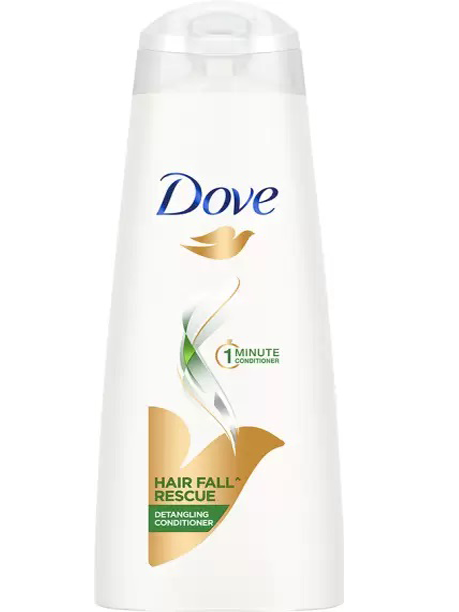 Dove
1 MINUTE
CONDITIONER
HAIR FALL^
RESCUE
DETANGLING
CONDITIONER